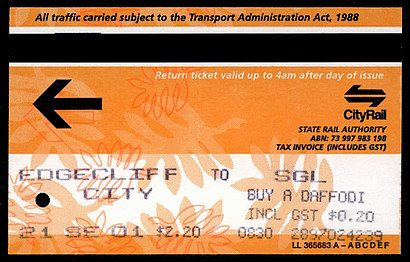 All traffic carried subject to the Transport Administration Act, 1988
Return ticket valid up to 4am after day of issue
CityRail
STATE RAIL AUTHORITY
ABN: 73 997 983 198
TAX INVOICE (INCLUDES GST)
EDGECLIFF TO SGL
CITY BUY A DAFFODI
INCL GST $0.20
21 SE 01 $2.20 0830 2897024239
LL 365683 A – ABCDEF